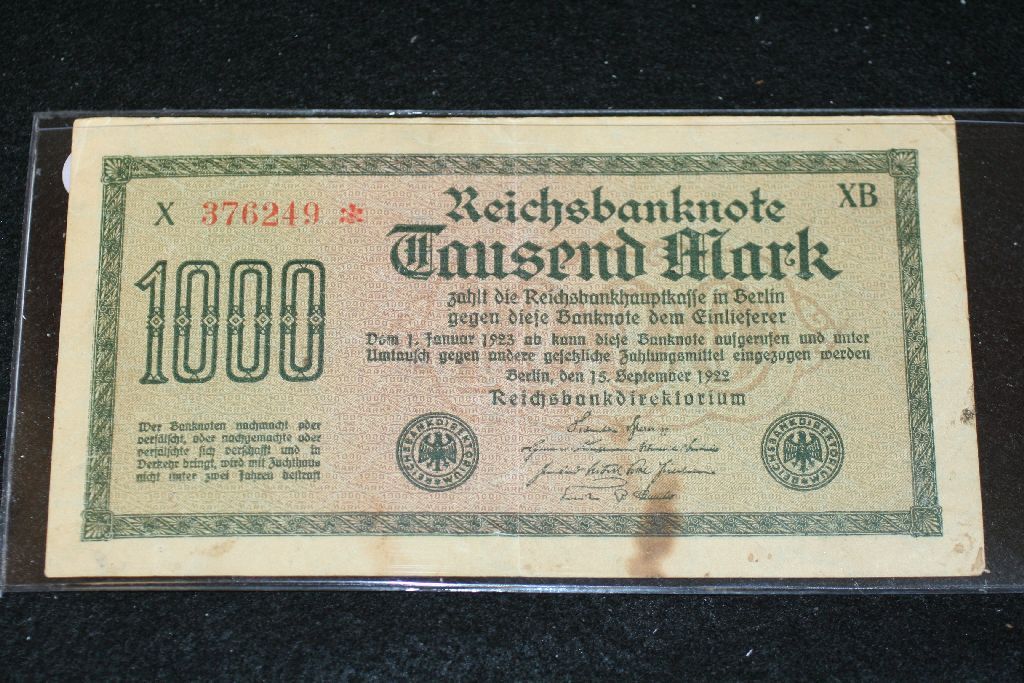 X 376249 *
XB
Reichsbanknote
Tausend Mark
1000
zahlt die Reichsbankhauptkasse in Berlin
gegen diese Banknote dem Einlieferer
Vom 1. Januar 1923 ab kann diese Banknote aufgerufen und unter
Umtausch gegen andere gesetzliche Zahlungsmittel eingezogen werden
Berlin, den 15. September 1922
Reichsbankdirektorium
Wer Banknoten nachmacht oder
verfälscht, oder nachgemachte oder
verfälschte sich verschafft und in
Verkehr bringt, wird mit Zuchthaus
nicht unter zwei Jahren bestraft
REICHSBANKDIREKTORIUM
REICHSBANKDIREKTORIUM